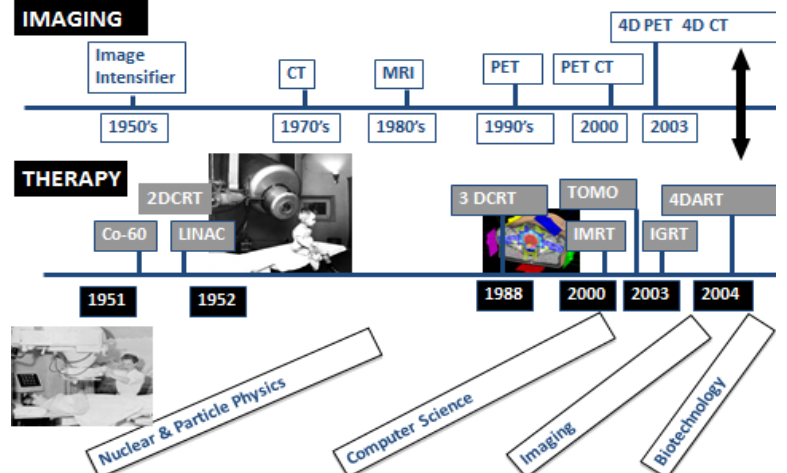 IMAGING
4D PET 4D CT
Image
Intensifier
CT
MRI
PET
PET CT
1950's
1970's
1980's
1990's
2000
2003
THERAPY
2DCRT
3 DCRT
TOMO
4DART
Co-60
LINAC
IMRT
IGRT
1951
1952
1988
2000
2003
2004
Nuclear & Particle Physics
Computer Science
Imaging
Biotechnology